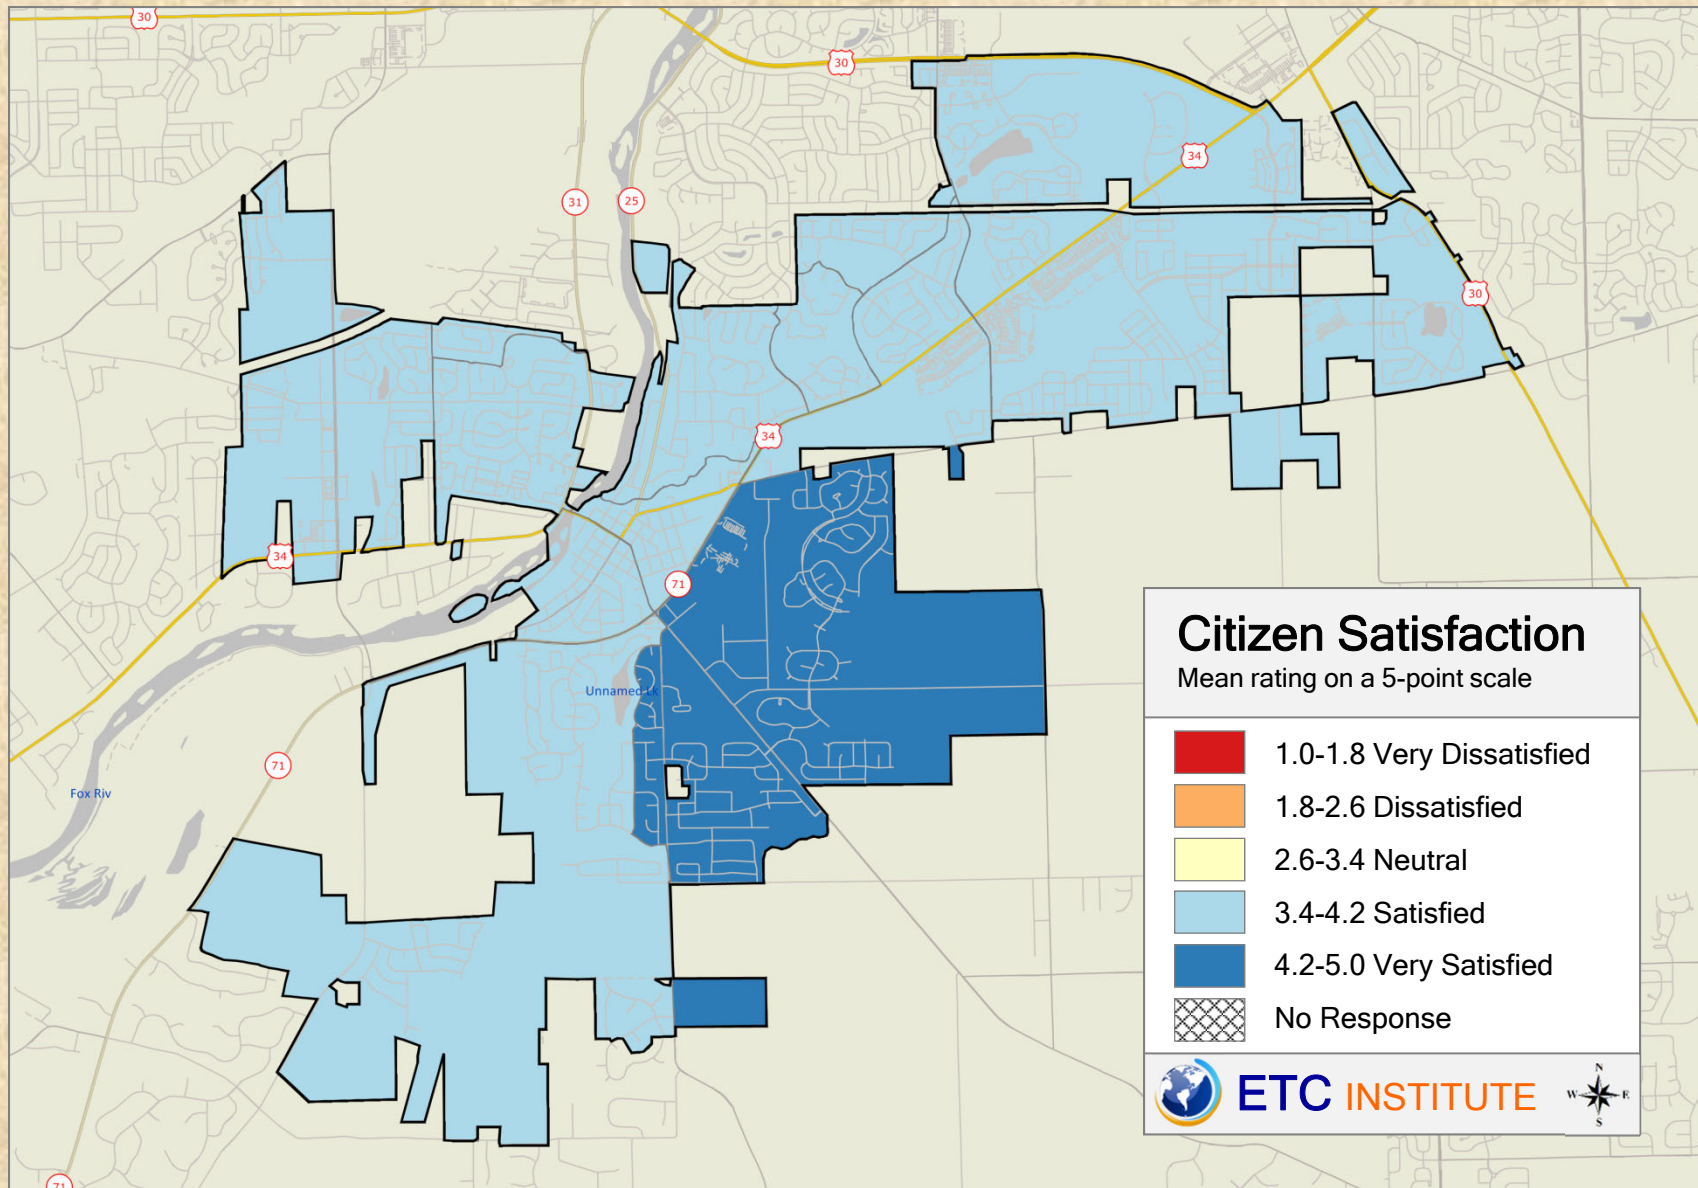 30
30
34
31
25
30
34
34
71
Unnamed Lk
71
Fox Riv
71
Citizen Satisfaction
Mean rating on a 5-point scale
1.0-1.8 Very Dissatisfied
1.8-2.6 Dissatisfied
2.6-3.4 Neutral
3.4-4.2 Satisfied
4.2-5.0 Very Satisfied
No Response
ETC INSTITUTE
N
W E
S